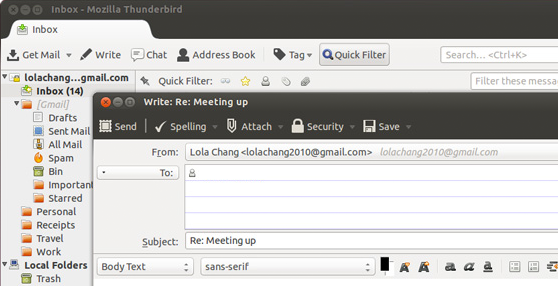 Inbox - Mozilla Thunderbird
Inbox
Get Mail Write Chat Address Book Tag Quick Filter Search... <Ctrl+K>
lolachang...gmail.com
Quick Filter: Filter these messa
Inbox (14)
[Gmail]
Drafts
Sent Mail
All Mail
Spam
Bin
Important
Starred
Personal
Receipts
Travel
Work
Local Folders
Trash
Write: Re: Meeting up
Send Spelling Attach Security Save
From: Lola Chang <lolachang2010@gmail.com> lolachang2010@gmail.com
To:
Subject: Re: Meeting up
Body Text sans-serif A A a a a